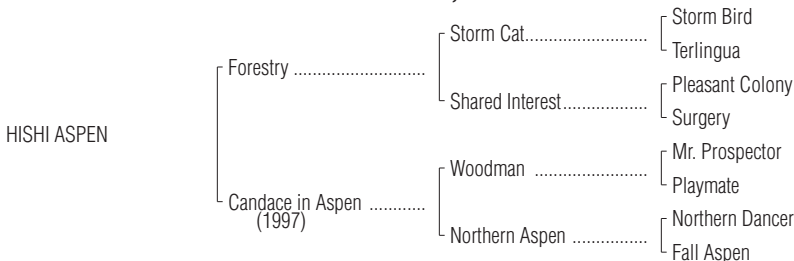 Storm Bird
Storm Cat..........................
Terlingua
Forestry ............................
Pleasant Colony
Shared Interest..................
Surgery
HISHI ASPEN
Mr. Prospector
Woodman ........................
Playmate
Candace in Aspen ............
(1997)
Northern Dancer
Northern Aspen ................
Fall Aspen